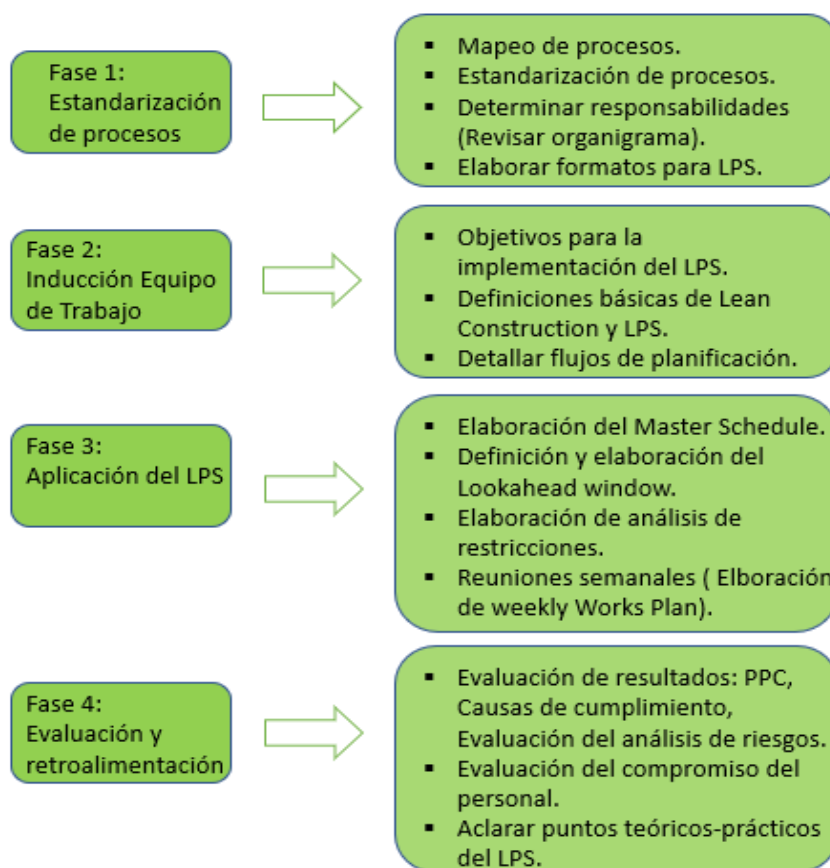 Fase 1:
Estandarización
de procesos
▪ Mapeo de procesos.
▪ Estandarización de procesos.
▪ Determinar responsabilidades
(Revisar organigrama).
▪ Elaborar formatos para LPS.
Fase 2:
Inducción Equipo
de Trabajo
▪ Objetivos para la
implementación del LPS.
▪ Definiciones básicas de Lean
Construction y LPS.
▪ Detallar flujos de planificación.
Fase 3:
Aplicación del LPS
▪ Elaboración del Master Schedule.
▪ Definición y elaboración del
Lookahead window.
▪ Elaboración de análisis de
restricciones.
▪ Reuniones semanales ( Elboración
de weekly Works Plan).
Fase 4:
Evaluación y
retroalimentación
▪ Evaluación de resultados: PPC,
Causas de cumplimiento,
Evaluación del análisis de riesgos.
▪ Evaluación del compromiso del
personal.
▪ Aclarar puntos teóricos-prácticos
del LPS.